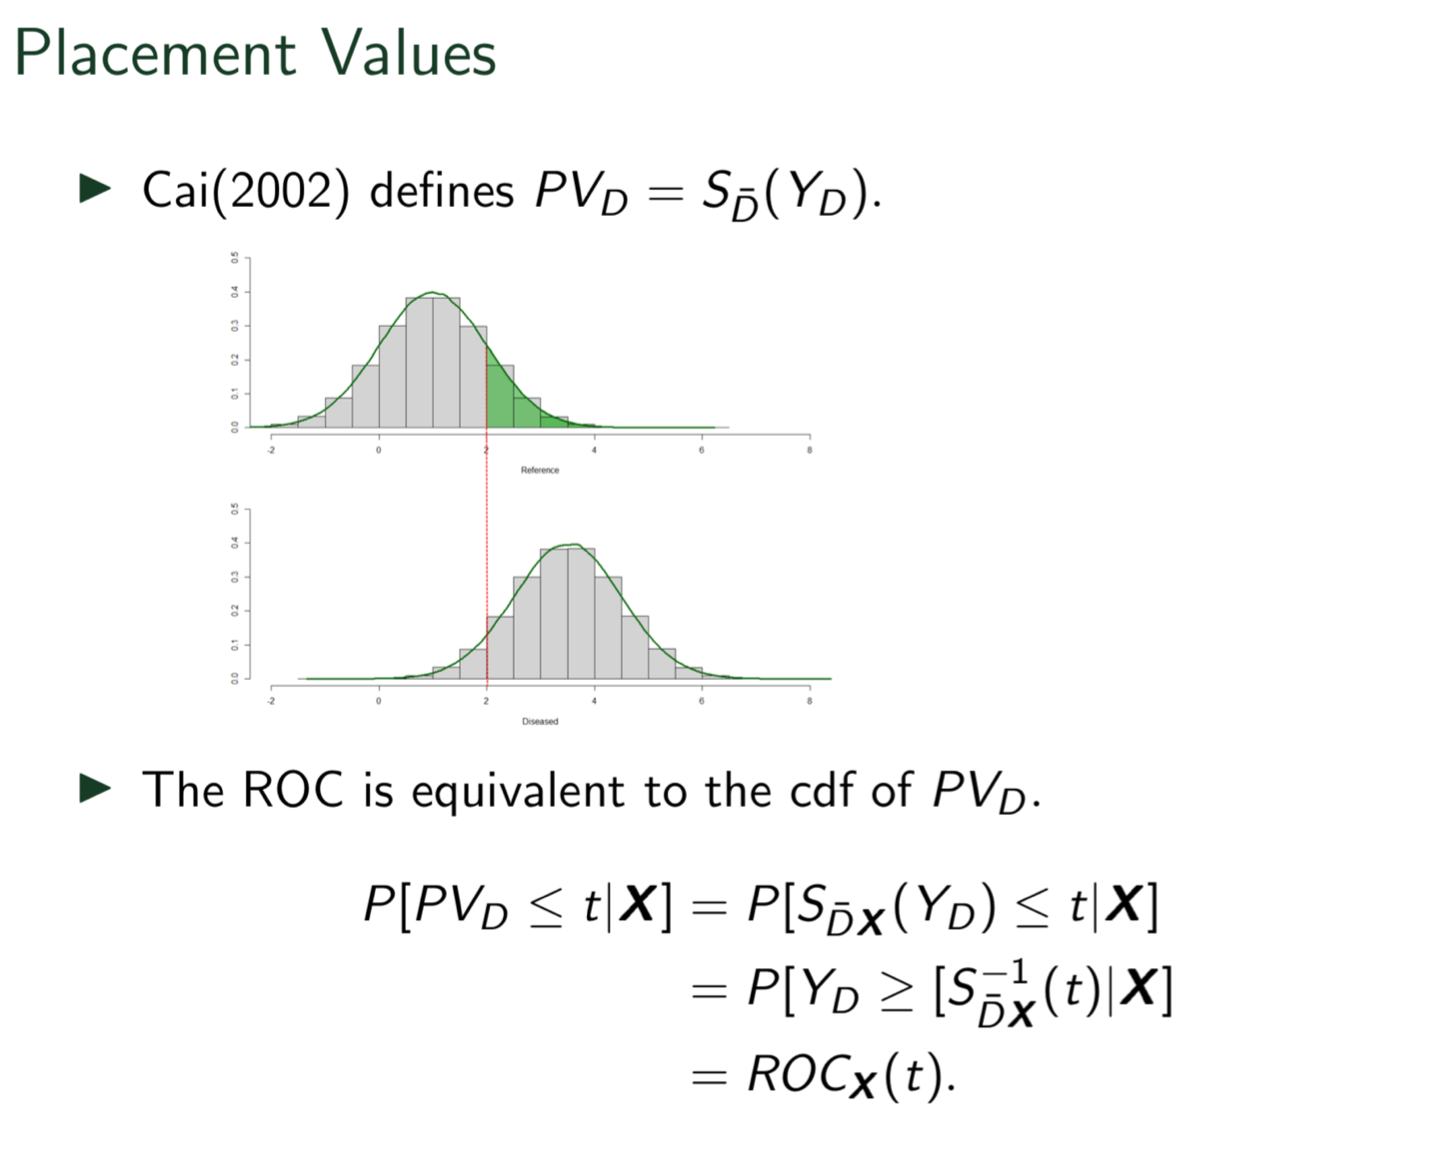 Placement Values
▶ Cai(2002) defines $PV_D = S_{\bar{D}}(Y_D)$.
0.0 0.1 0.2 0.3 0.4 0.5
-2 0 2 4 6 8
Reference
0.0 0.1 0.2 0.3 0.4 0.5
-2 0 2 4 6 8
Diseased
▶ The ROC is equivalent to the cdf of $PV_D$.
$P[PV_D \leq t|\boldsymbol{X}] = P[S_{\bar{D}\boldsymbol{X}}(Y_D) \leq t|\boldsymbol{X}]$
$= P[Y_D \geq [S_{\bar{D}\boldsymbol{X}}^{-1}(t)|\boldsymbol{X}]$
$= ROC_{\boldsymbol{X}}(t).$